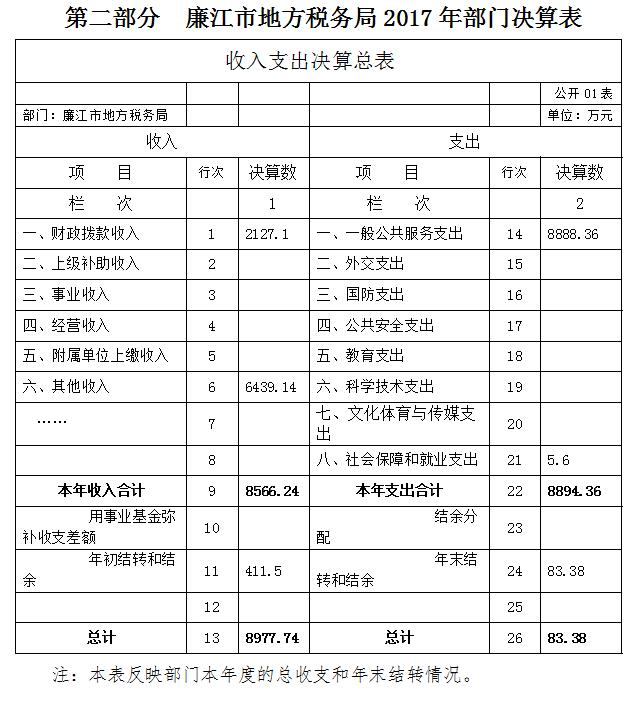 第二部分 廉江市地方税务局 2017 年部门决算表
收入支出决算总表
公开 01 表
部门：廉江市地方税务局 单位：万元
收入 支出
项 目 行次 决算数 项 目 行次 决算数
栏 次 1 栏 次 2
一、财政拨款收入 1 2127.1 一、一般公共服务支出 14 8888.36
二、上级补助收入 2 二、外交支出 15
三、事业收入 3 三、国防支出 16
四、经营收入 4 四、公共安全支出 17
五、附属单位上缴收入 5 五、教育支出 18
六、其他收入 6 6439.14 六、科学技术支出 19
…… 7 七、文化体育与传媒支
出 20
8 八、社会保障和就业支出 21 5.6
本年收入合计 9 8566.24 本年支出合计 22 8894.36
用事业基金弥
补收支差额 10 结余分
配 23
年初结转和结
余 11 411.5 年末结
转和结余 24 83.38
12 25
总计 13 8977.74 总计 26 83.38
注：本表反映部门本年度的总收支和年末结转情况。